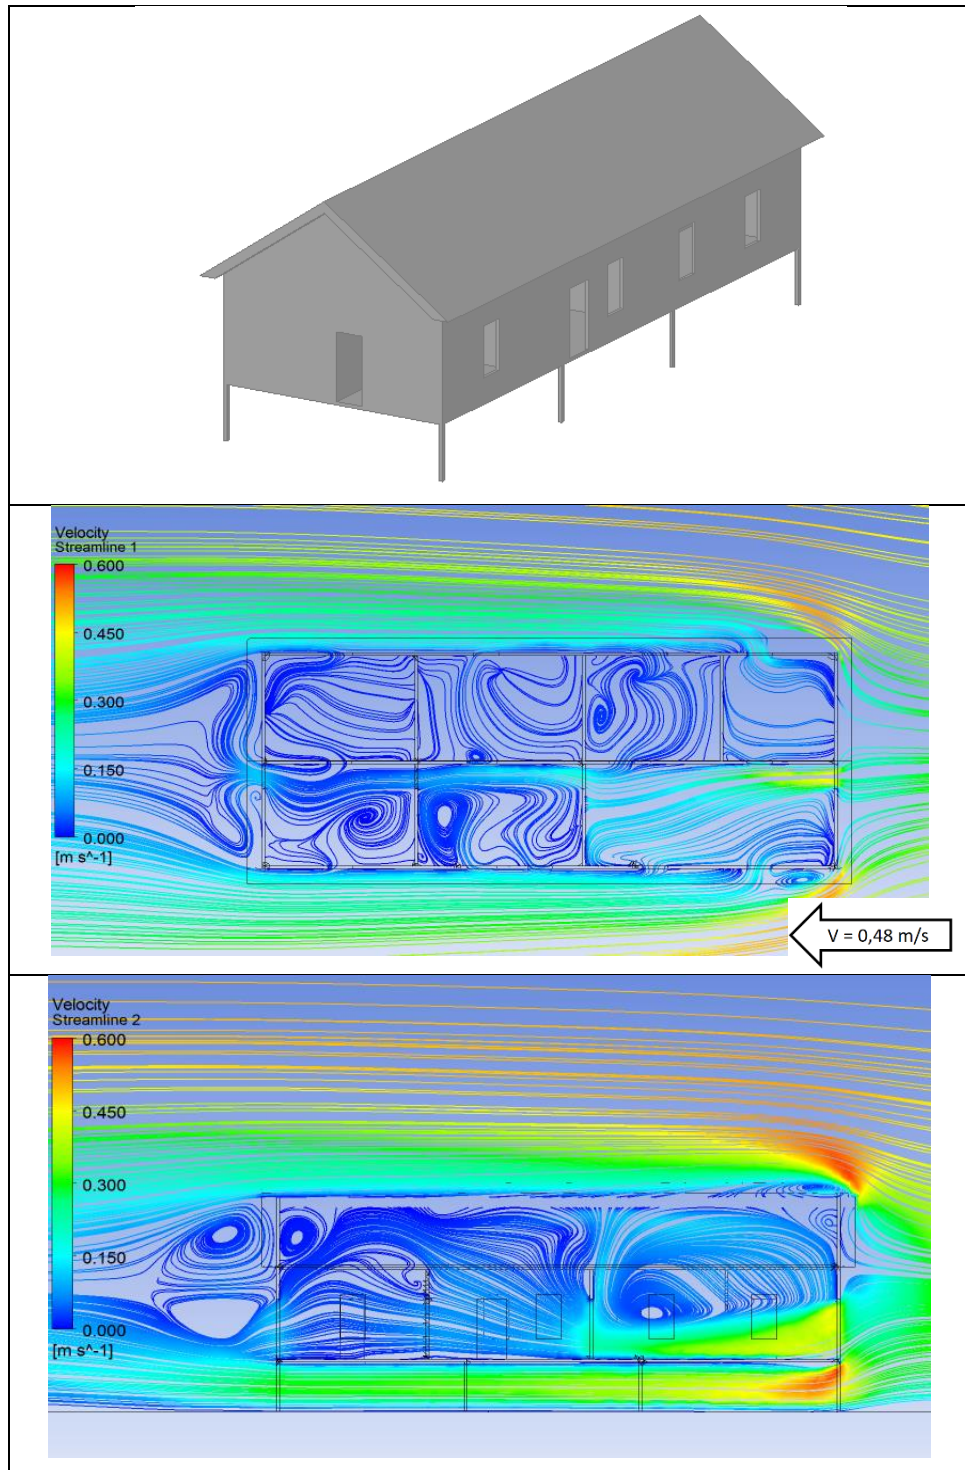 Velocity
Streamline 1
0.600
0.450
0.300
0.150
0.000
[m s^-1]
V = 0,48 m/s
Velocity
Streamline 2
0.600
0.450
0.300
0.150
0.000
[m s^-1]